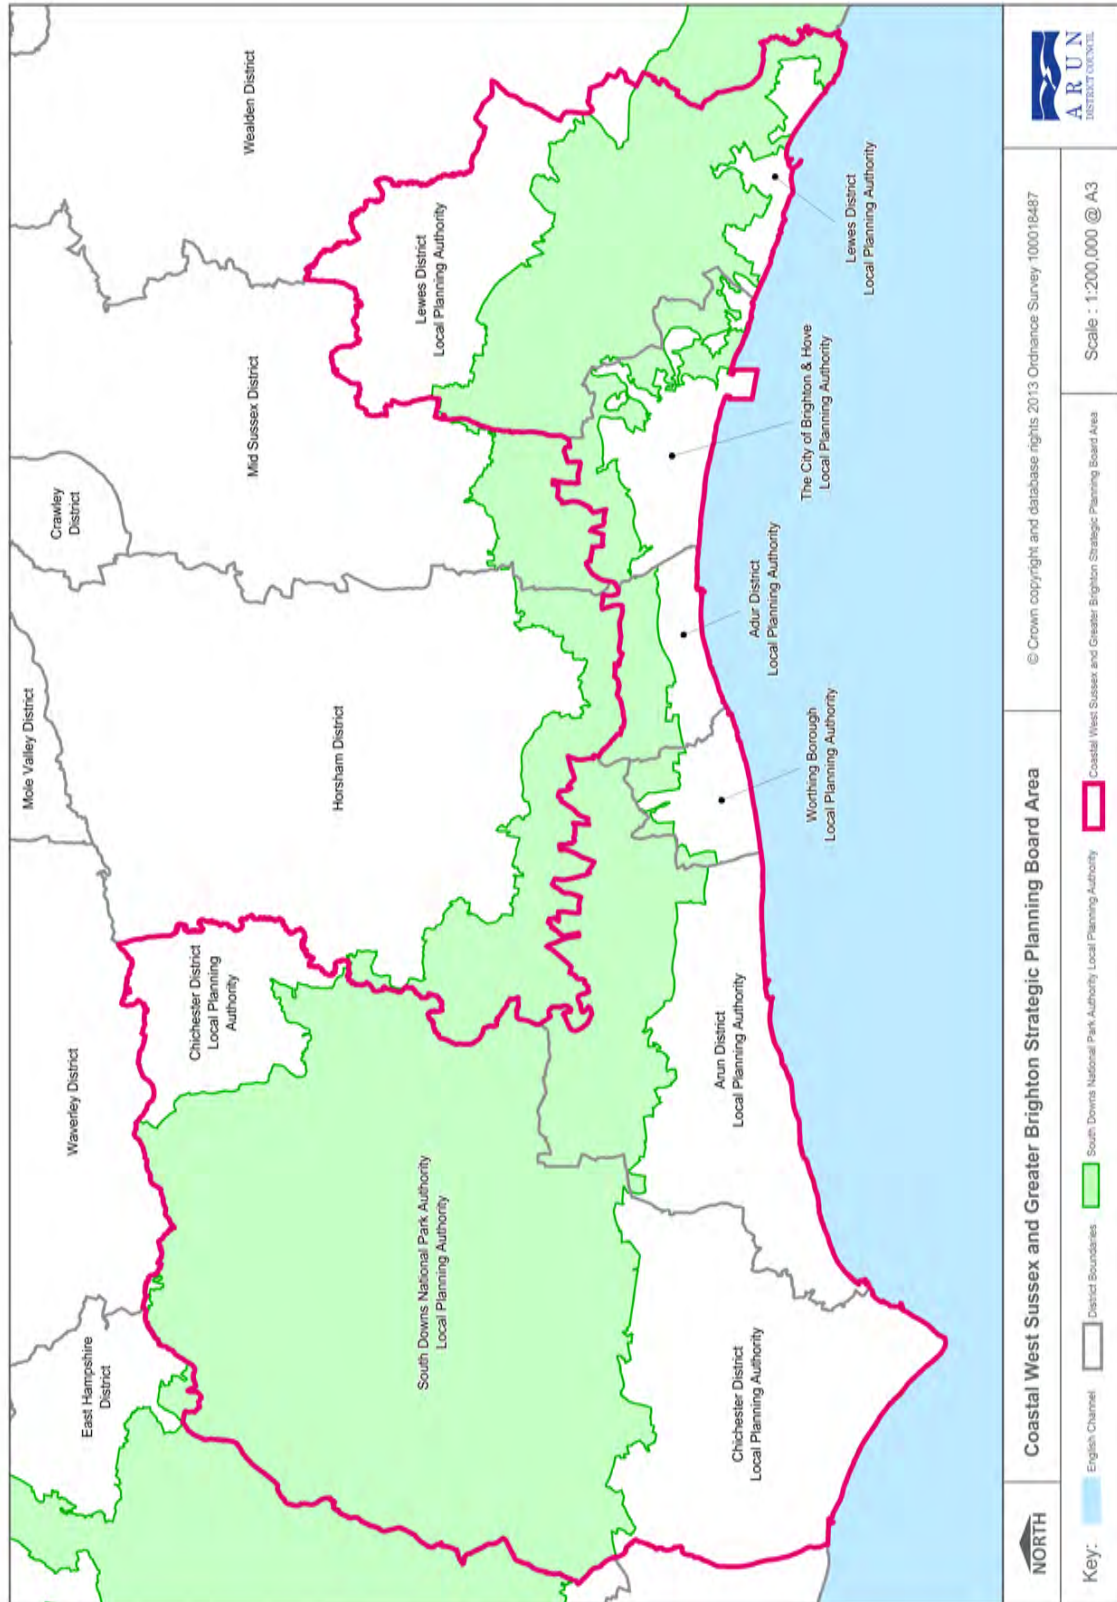 Mole Valley District
Crawley
District
Wealden District
Waverley District
East Hampshire
District
Mid Sussex District
Horsham District
Chichester District
Local Planning
Authority
Lewes District
Local Planning Authority
South Downs National Park Authority
Local Planning Authority
Chichester District
Local Planning Authority
Arun District
Local Planning Authority
Worthing Borough
Local Planning Authority
Adur District
Local Planning Authority
The City of Brighton & Hove
Local Planning Authority
Lewes District
Local Planning Authority
NORTH
Coastal West Sussex and Greater Brighton Strategic Planning Board Area
© Crown copyright and database rights 2013 Ordnance Survey 100018487
ARUN
DISTRICT COUNCIL
Key:
English Channel
District Boundaries
South Downs National Park Authority Local Planning Authority
Coastal West Sussex and Greater Brighton Strategic Planning Board Area
Scale : 1:200,000 @ A3